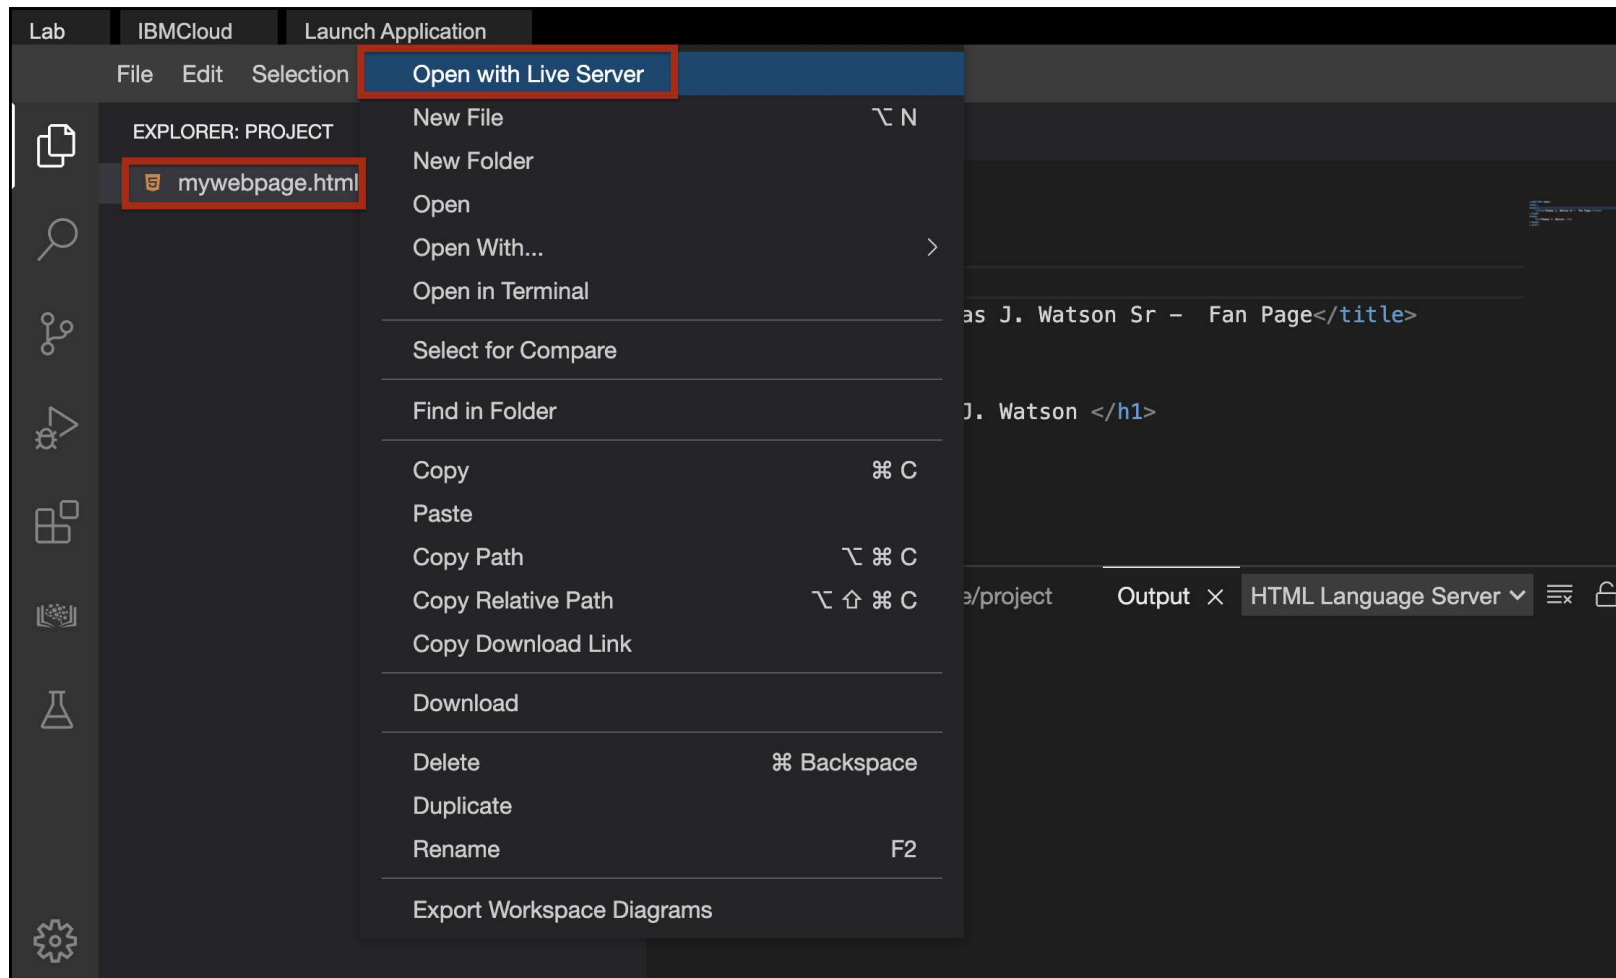 Lab IBMCloud Launch Application
File Edit Selection
EXPLORER: PROJECT
mywebpage.html
Open with Live Server
New File ⌥ N
New Folder
Open
Open With...
Open in Terminal
Select for Compare
Find in Folder
Copy ⌘ C
Paste
Copy Path ⌥ ⌘ C
Copy Relative Path ⌥ ⇧ ⌘ C
Copy Download Link
Download
Delete ⌘ Backspace
Duplicate
Rename F2
Export Workspace Diagrams
as J. Watson Sr – Fan Page</title>
J. Watson </h1>
e/project Output × HTML Language Server